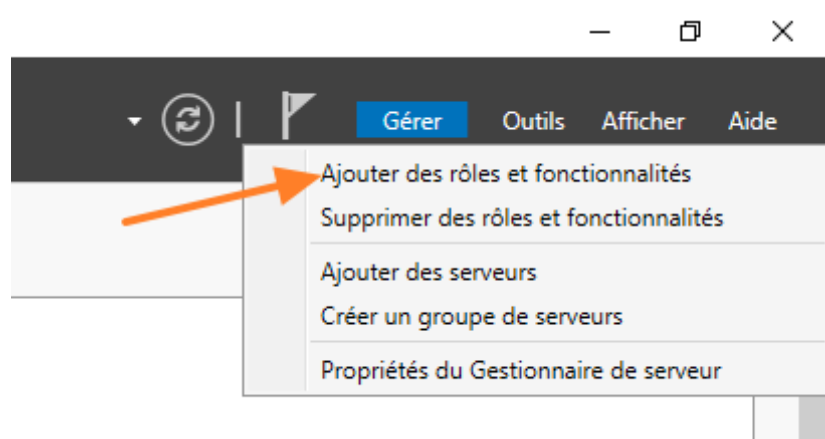 Gérer Outils Afficher Aide
Ajouter des rôles et fonctionnalités
Supprimer des rôles et fonctionnalités
Ajouter des serveurs
Créer un groupe de serveurs
Propriétés du Gestionnaire de serveur